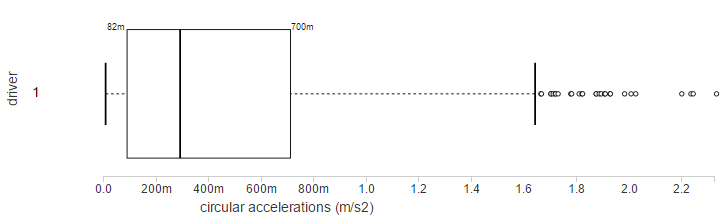 82m 700m
driver
1
0.0 200m 400m 600m 800m 1.0 1.2 1.4 1.6 1.8 2.0 2.2
circular accelerations (m/s2)